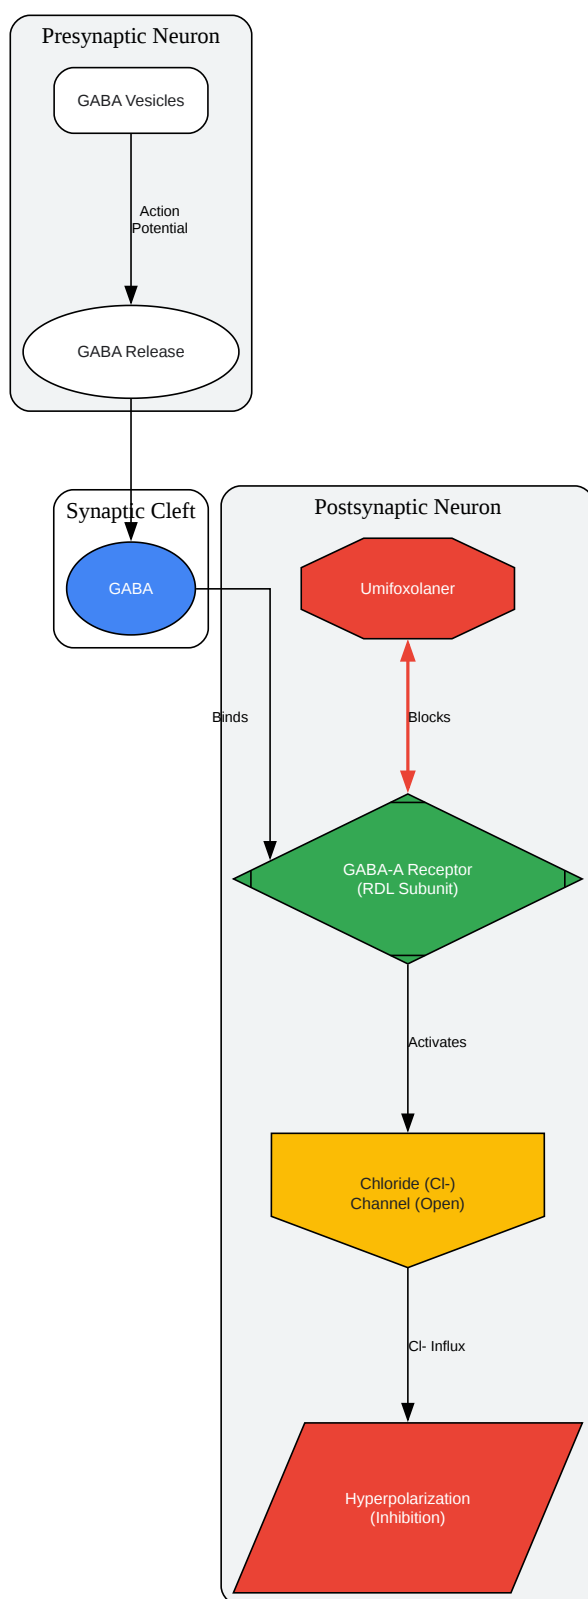 Presynaptic Neuron
GABA Vesicles
Action
Potential
GABA Release
Synaptic Cleft
GABA
Binds
Postsynaptic Neuron
Umifoxolaner
Blocks
GABA-A Receptor
(RDL Subunit)
Activates
Chloride (Cl-)
Channel (Open)
Cl- Influx
Hyperpolarization
(Inhibition)